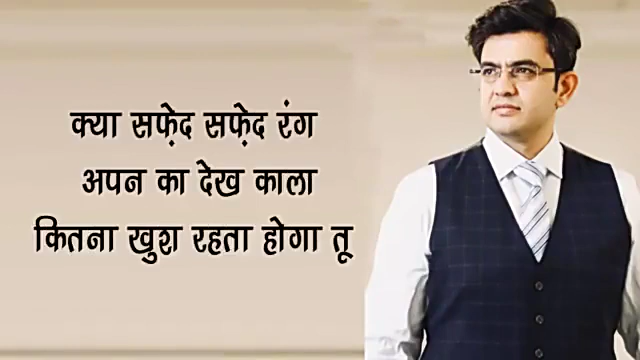 क्या सफ़ेद सफ़ेद रंग
अपन का देख काला
कितना खुश रहता होगा तू